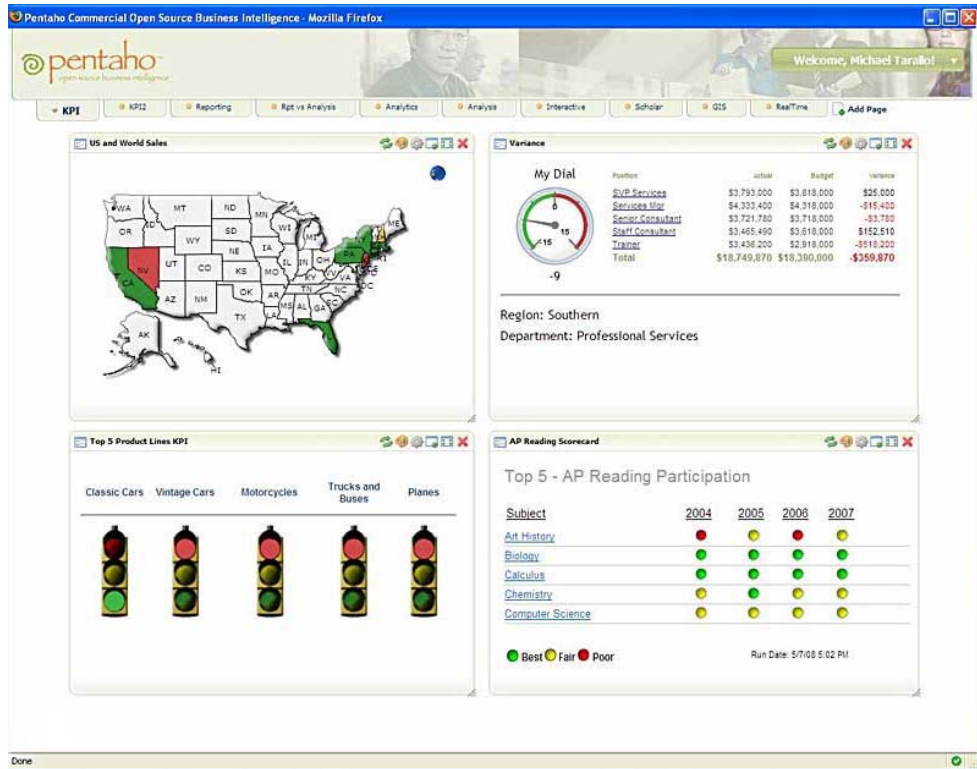 Pentaho Commercial Open Source Business Intelligence - Mozilla Firefox
pentaho
open source business intelligence
Welcome, Michael Tarallo!
KPI KPI2 Reporting Rpt vs Analysis Analytics Analysis Interactive Scholar GIS RealTime Add Page
US and World Sales
WA MT ND MN ME
OR ID SD WI MI
WY IA PA
NE IL IN OH
NV UT CO KS MO KY VA
CA TN NC DC
AZ NM OK AR SC
TX LA MS AL GA
AK
HI
Variance
My Dial
0
15
<15
-9
Position Actual Budget Variance
SVP Services $3,793,000 $3,818,000 $25,000
Services Mgr $4,333,400 $4,318,000 -$15,400
Senior Consultant $3,721,780 $3,718,000 -$3,780
Staff Consultant $3,465,490 $3,618,000 $152,510
Trainer $3,436,200 $2,918,000 -$518,200
Total $18,749,870 $18,390,000 -$359,870
Region: Southern
Department: Professional Services
Top 5 Product Lines KPI
Classic Cars Vintage Cars Motorcycles Trucks and Buses Planes
AP Reading Scorecard
Top 5 - AP Reading Participation
Subject 2004 2005 2006 2007
Art History
Biology
Calculus
Chemistry
Computer Science
Best Fair Poor
Run Date: 5/7/08 5:02 PM
Done